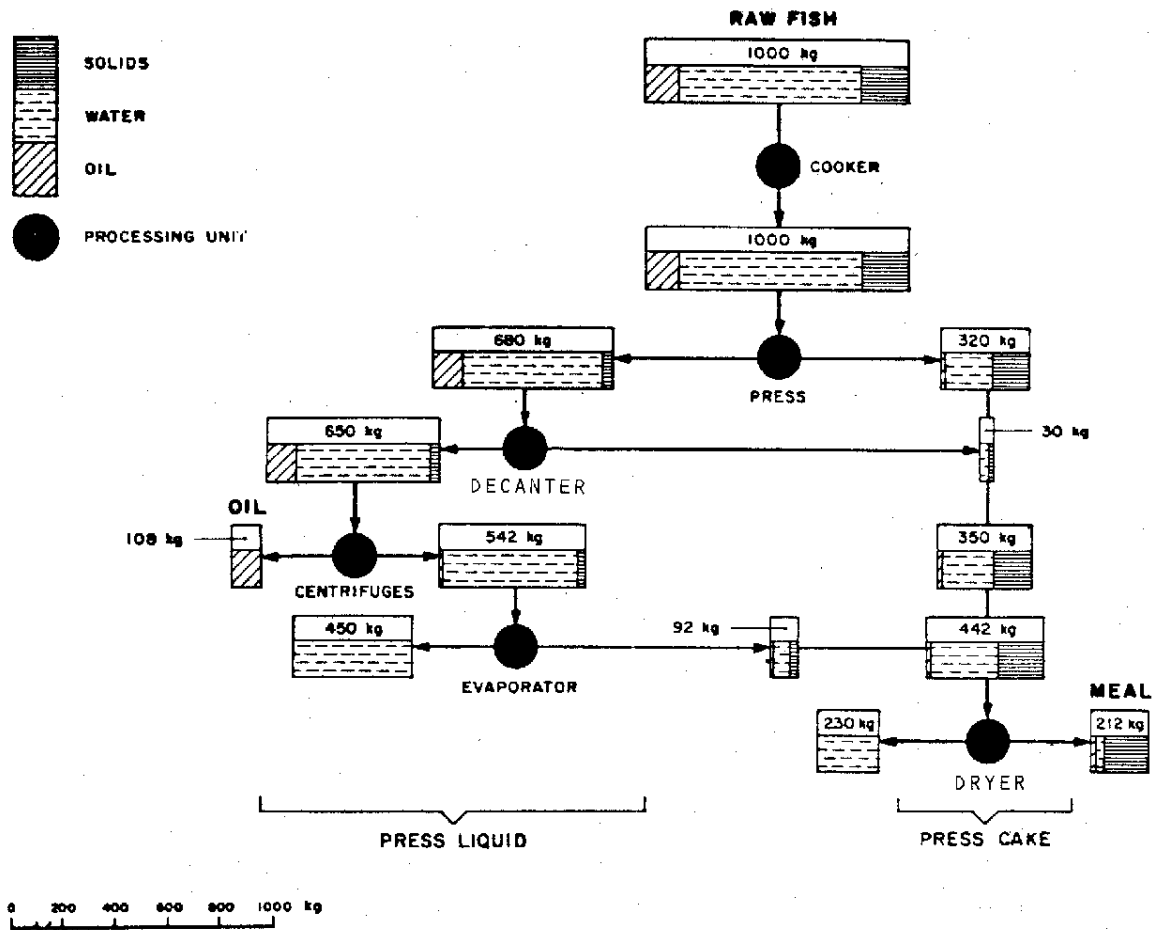 RAW FISH
1000 kg
SOLIDS
WATER
OIL
PROCESSING UNIT
COOKER
1000 kg
680 kg
320 kg
PRESS
650 kg
30 kg
DECANTER
OIL
108 kg
542 kg
350 kg
CENTRIFUGES
450 kg
92 kg
442 kg
EVAPORATOR
MEAL
230 kg
212 kg
DRYER
PRESS LIQUID
PRESS CAKE
0 200 400 600 800 1000 kg